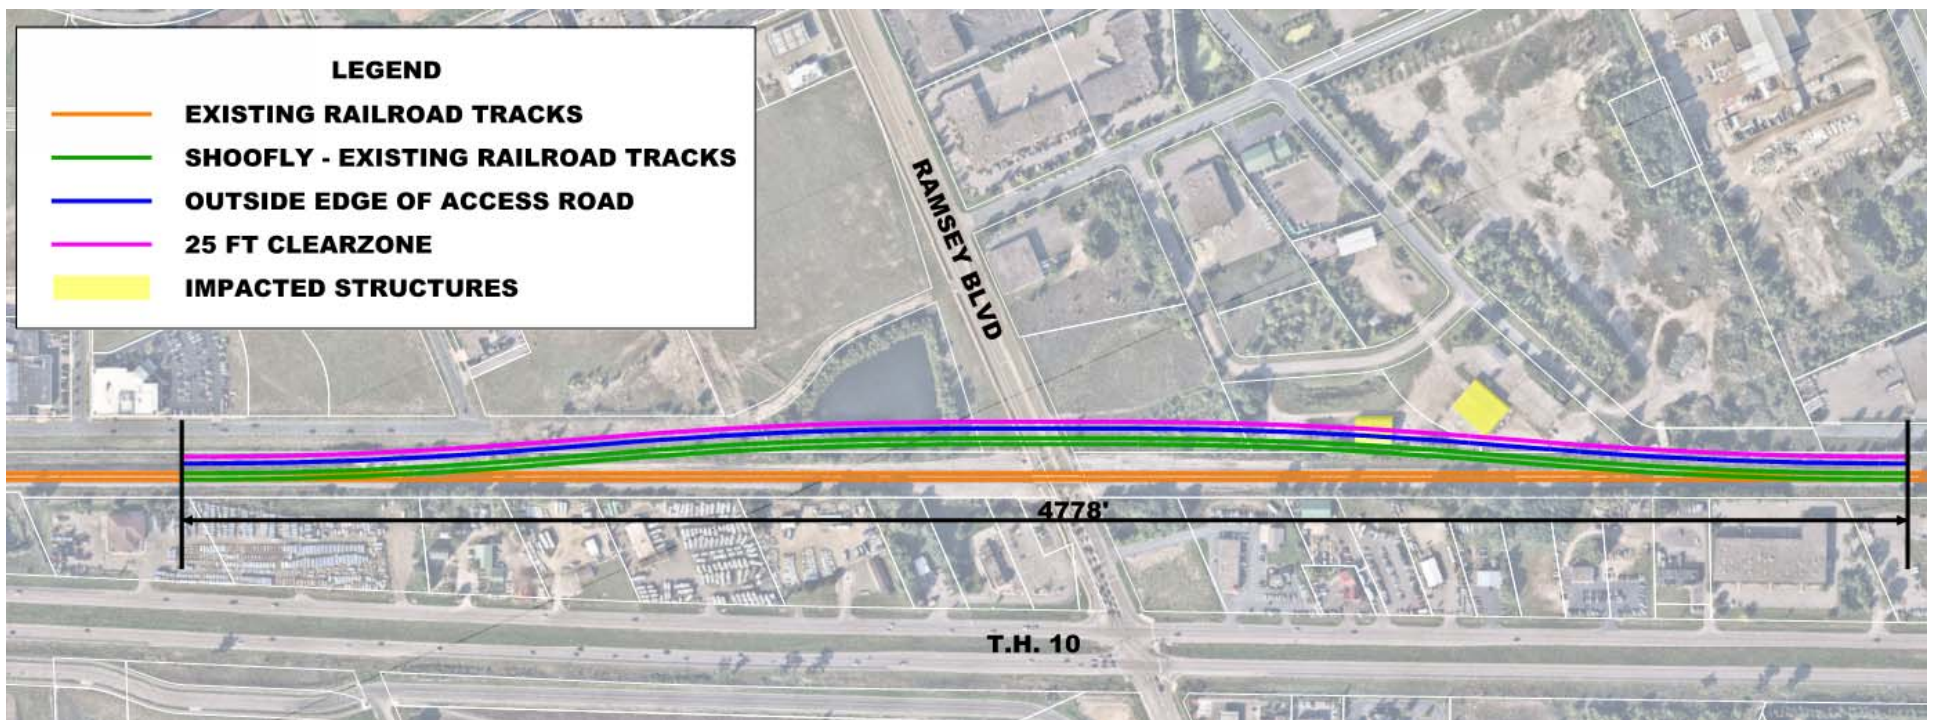 LEGEND
EXISTING RAILROAD TRACKS
SHOOFLY - EXISTING RAILROAD TRACKS
OUTSIDE EDGE OF ACCESS ROAD
25 FT CLEARZONE
IMPACTED STRUCTURES
RAMSEY BLVD
4778'
T.H. 10